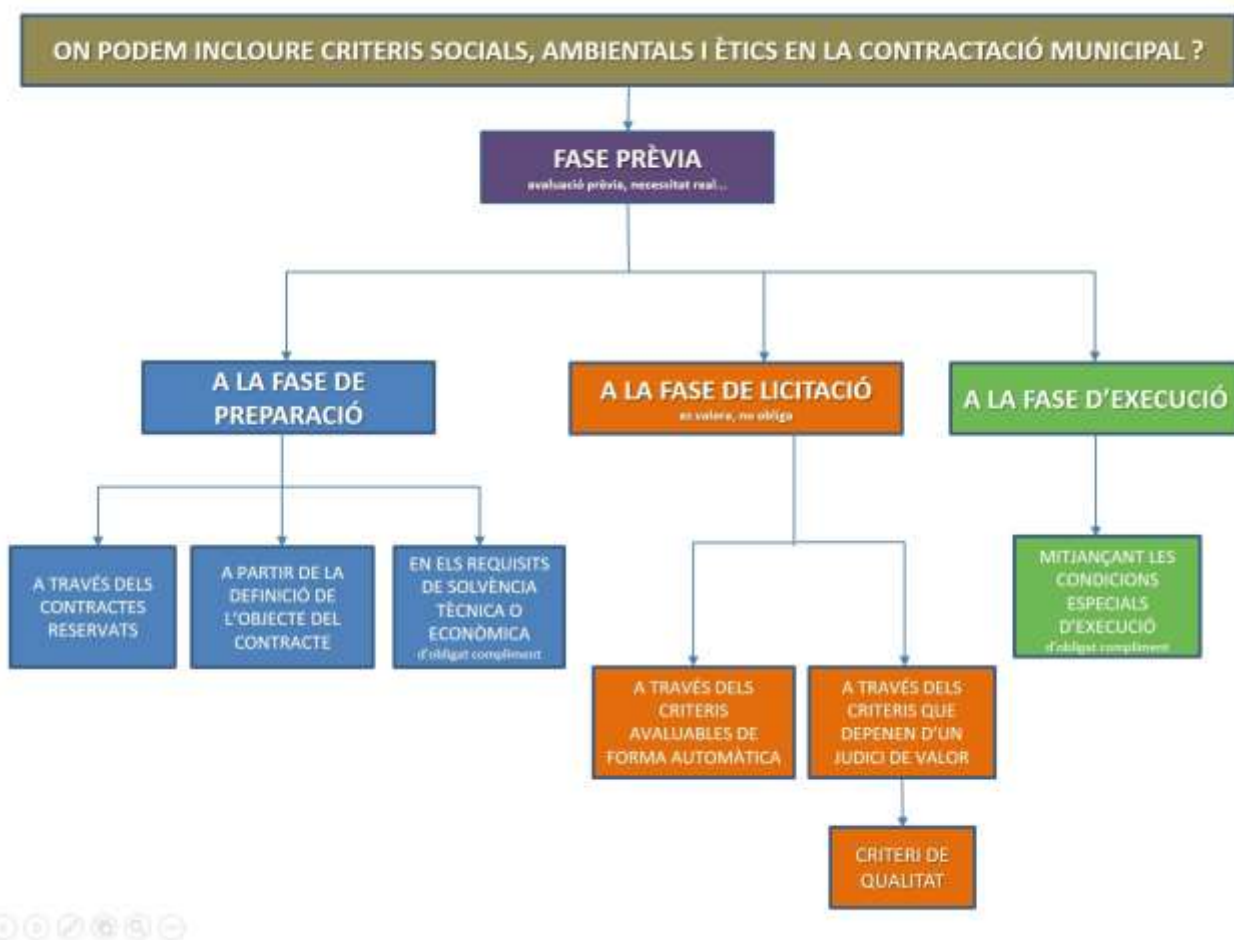 ON PODEM INCLOURE CRITERIS SOCIALS, AMBIENTALS I ÈTICS EN LA CONTRACTACIÓ MUNICIPAL ?
FASE PRÈVIA
avaluació prèvia, necessitat real...
A LA FASE DE
PREPARACIÓ
A LA FASE DE LICITACIÓ
es valora, no obliga
A LA FASE D'EXECUCIÓ
A TRAVÉS DELS
CONTRACTES
RESERVATS
A PARTIR DE LA
DEFINICIÓ DE
L'OBJECTE DEL
CONTRACTE
EN ELS REQUISITS
DE SOLVÈNCIA
TÈCNICA O
ECONÒMICA
d'obligat compliment
MITJANÇANT LES
CONDICIONS
ESPECIALS
D'EXECUCIÓ
d'obligat compliment
A TRAVÉS DELS
CRITERIS
AVALUABLES DE
FORMA AUTOMÀTICA
A TRAVÉS DELS
CRITERIS QUE
DEPENEN D'UN
JUDICI DE VALOR
CRITERI DE
QUALITAT